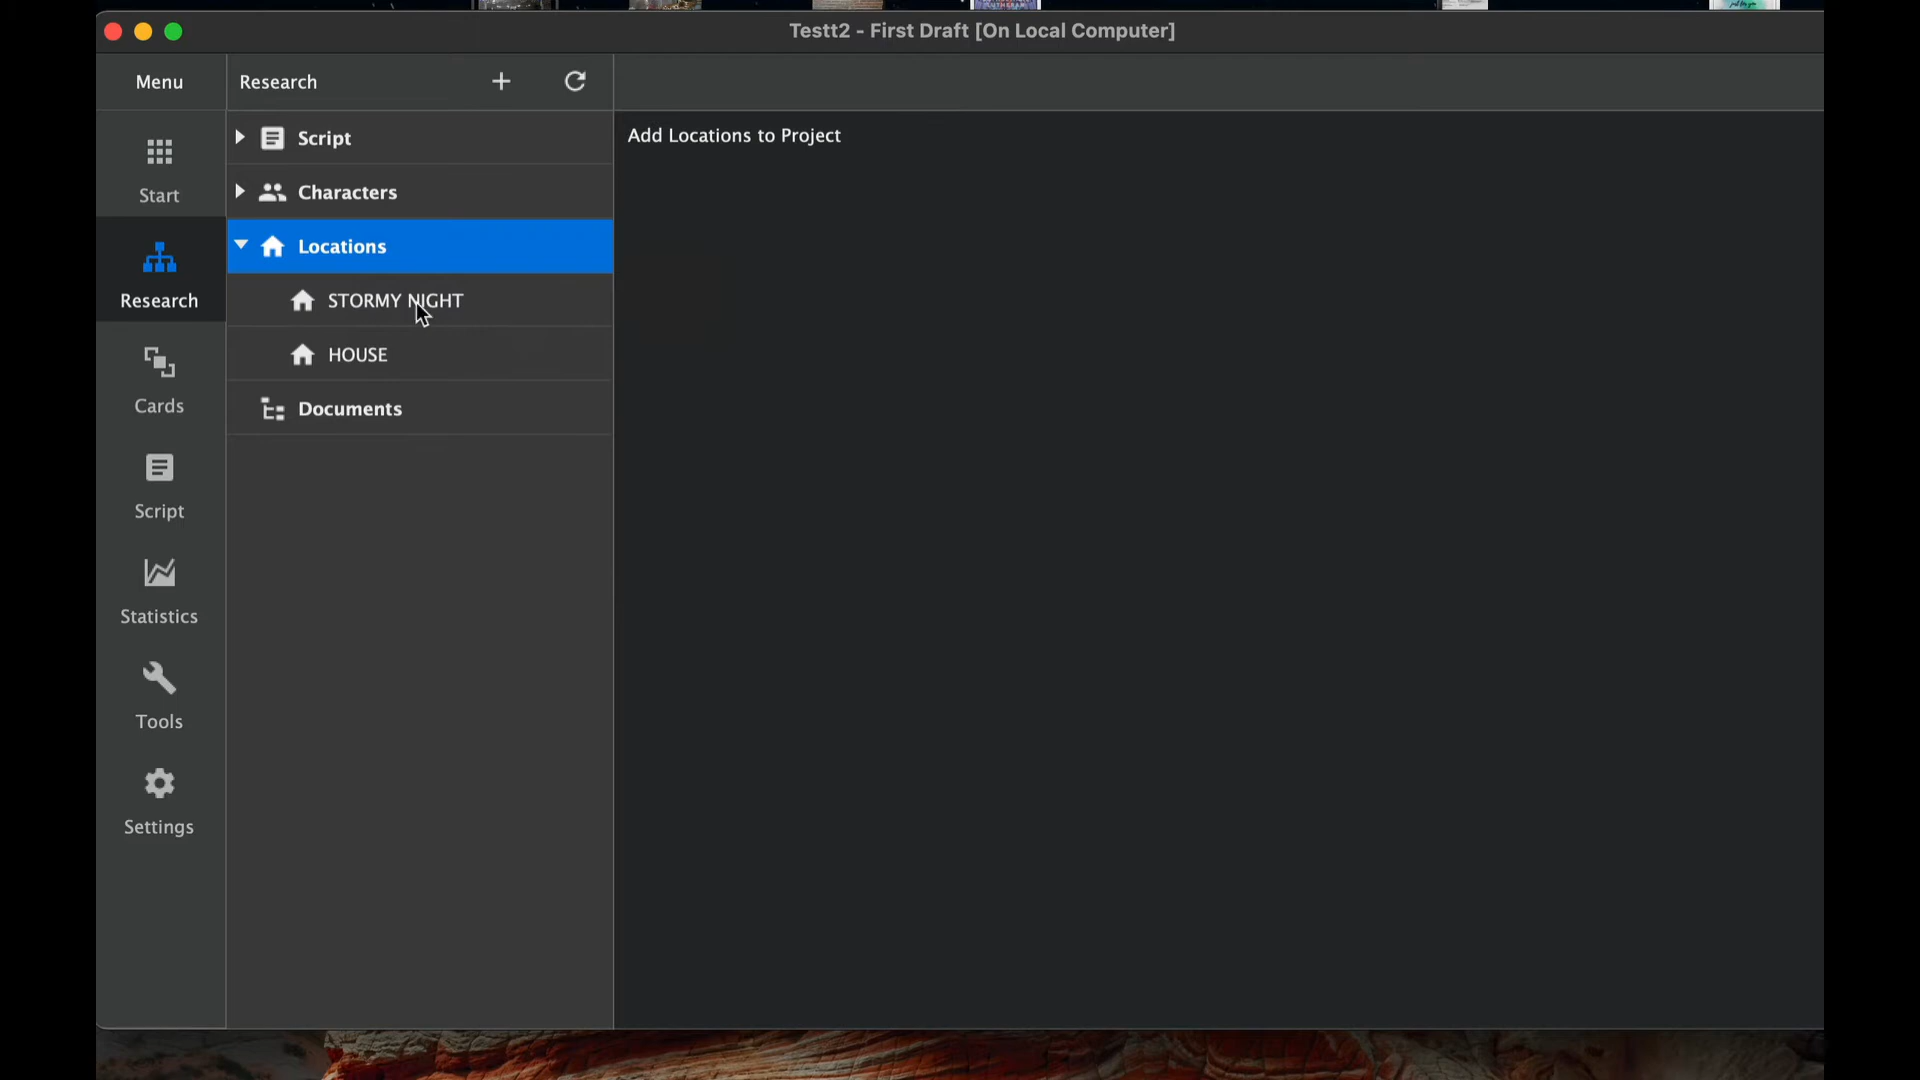 Testt2 - First Draft [On Local Computer]
Menu
Research
Start
Research
Cards
Script
Statistics
Tools
Settings
Script
Characters
Locations
STORMY NIGHT
HOUSE
Documents
Add Locations to Project